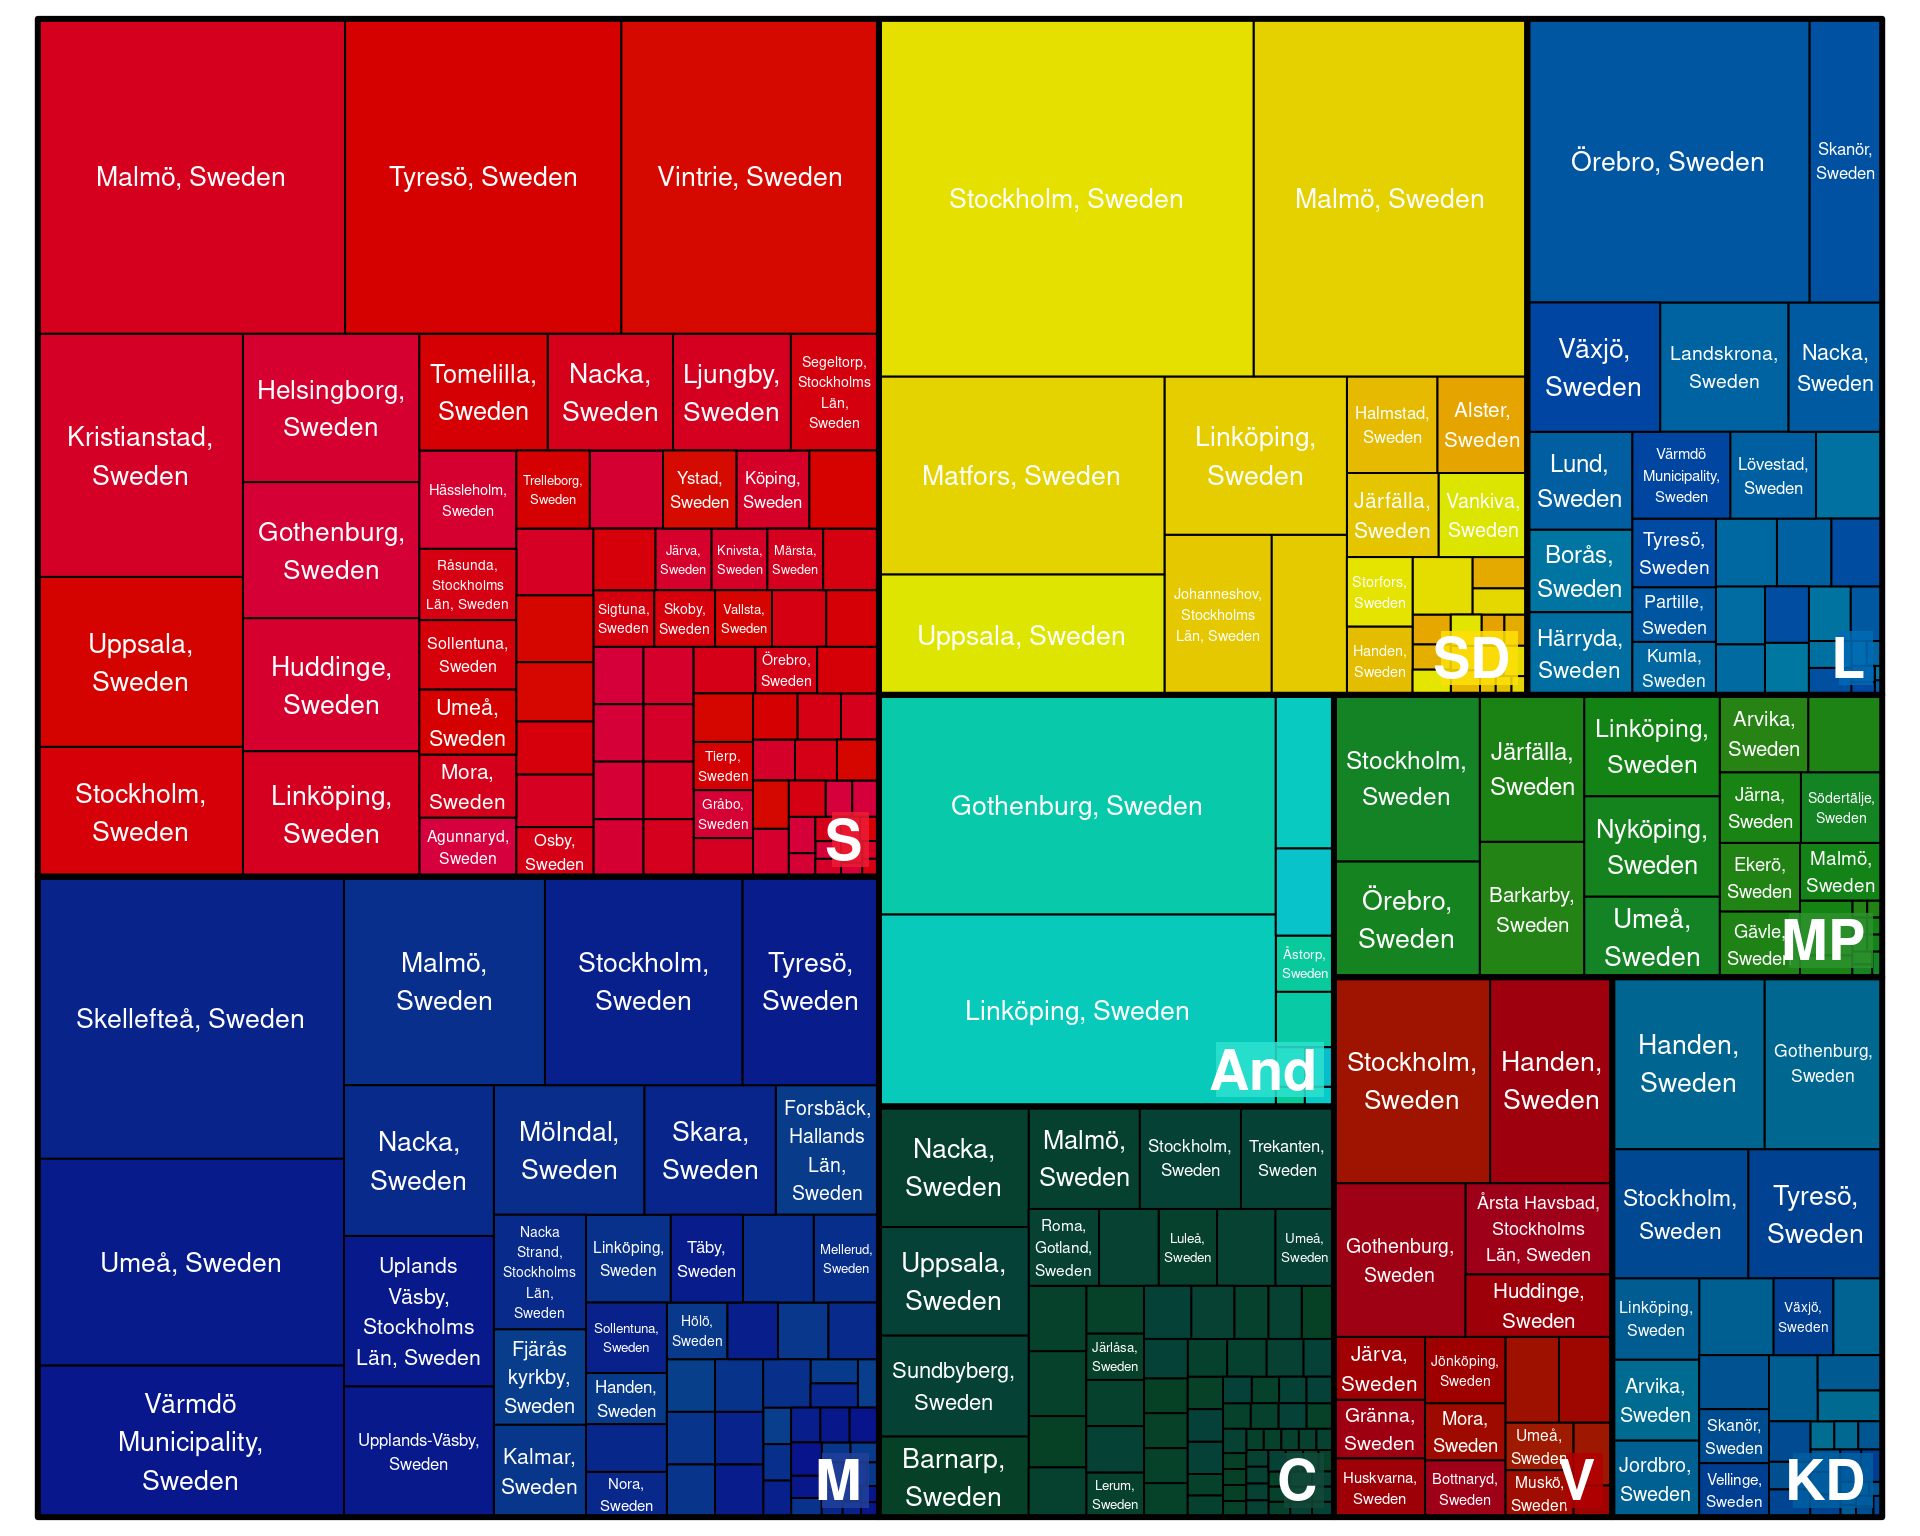 Malmö, Sweden
Tyresö, Sweden
Vintrie, Sweden
Kristianstad,
Sweden
Uppsala,
Sweden
Stockholm,
Sweden
Helsingborg,
Sweden
Gothenburg,
Sweden
Huddinge,
Sweden
Linköping,
Sweden
Tomelilla,
Sweden
Nacka,
Sweden
Ljungby,
Sweden
Segeltorp,
Stockholms
Län,
Sweden
Hässleholm,
Sweden
Råsunda,
Stockholms
Län, Sweden
Sollentuna,
Sweden
Umeå,
Sweden
Mora,
Sweden
Agunnaryd,
Sweden
Trelleborg,
Sweden
Ystad,
Sweden
Köping,
Sweden
Järva,
Sweden
Knivsta,
Sweden
Märsta,
Sweden
Sigtuna,
Sweden
Skoby,
Sweden
Vallsta,
Sweden
Örebro,
Sweden
Tierp,
Sweden
Gråbo,
Sweden
Osby,
Sweden
S
Stockholm, Sweden
Malmö, Sweden
Matfors, Sweden
Uppsala, Sweden
Linköping,
Sweden
Johanneshov,
Stockholms
Län, Sweden
Halmstad,
Sweden
Alster,
Sweden
Järfälla,
Sweden
Vankiva,
Sweden
Storfors,
Sweden
Handen,
Sweden
SD
Örebro, Sweden
Skanör,
Sweden
Växjö,
Sweden
Landskrona,
Sweden
Nacka,
Sweden
Lund,
Sweden
Borås,
Sweden
Härryda,
Sweden
Värmdö
Municipality,
Sweden
Lövestad,
Sweden
Tyresö,
Sweden
Partille,
Sweden
Kumla,
Sweden
L
Skellefteå, Sweden
Umeå, Sweden
Värmdö
Municipality,
Sweden
Malmö,
Sweden
Stockholm,
Sweden
Tyresö,
Sweden
Nacka,
Sweden
Uplands
Väsby,
Stockholms
Län, Sweden
Upplands-Väsby,
Sweden
Mölndal,
Sweden
Skara,
Sweden
Forsbäck,
Hallands
Län,
Sweden
Nacka
Strand,
Stockholms
Län,
Sweden
Fjärås
kyrkby,
Sweden
Kalmar,
Sweden
Linköping,
Sweden
Täby,
Sweden
Mellerud,
Sweden
Sollentuna,
Sweden
Hölö,
Sweden
Handen,
Sweden
Nora,
Sweden
M
Gothenburg, Sweden
Linköping, Sweden
Åstorp,
Sweden
And
Nacka,
Sweden
Uppsala,
Sweden
Sundbyberg,
Sweden
Barnarp,
Sweden
Malmö,
Sweden
Stockholm,
Sweden
Trekanten,
Sweden
Roma,
Gotland,
Sweden
Luleå,
Sweden
Umeå,
Sweden
Järlåsa,
Sweden
Lerum,
Sweden
C
Stockholm,
Sweden
Örebro,
Sweden
Järfälla,
Sweden
Barkarby,
Sweden
Linköping,
Sweden
Nyköping,
Sweden
Umeå,
Sweden
Arvika,
Sweden
Järna,
Sweden
Södertälje,
Sweden
Ekerö,
Sweden
Malmö,
Sweden
Gävle,
Sweden
MP
Stockholm,
Sweden
Handen,
Sweden
Gothenburg,
Sweden
Årsta Havsbad,
Stockholms
Län, Sweden
Huddinge,
Sweden
Järva,
Sweden
Gränna,
Sweden
Huskvarna,
Sweden
Jönköping,
Sweden
Mora,
Sweden
Bottnaryd,
Sweden
Umeå,
Sweden
Muskö,
Sweden
V
Handen,
Sweden
Gothenburg,
Sweden
Stockholm,
Sweden
Tyresö,
Sweden
Linköping,
Sweden
Växjö,
Sweden
Arvika,
Sweden
Jordbro,
Sweden
Skanör,
Sweden
Vellinge,
Sweden
KD